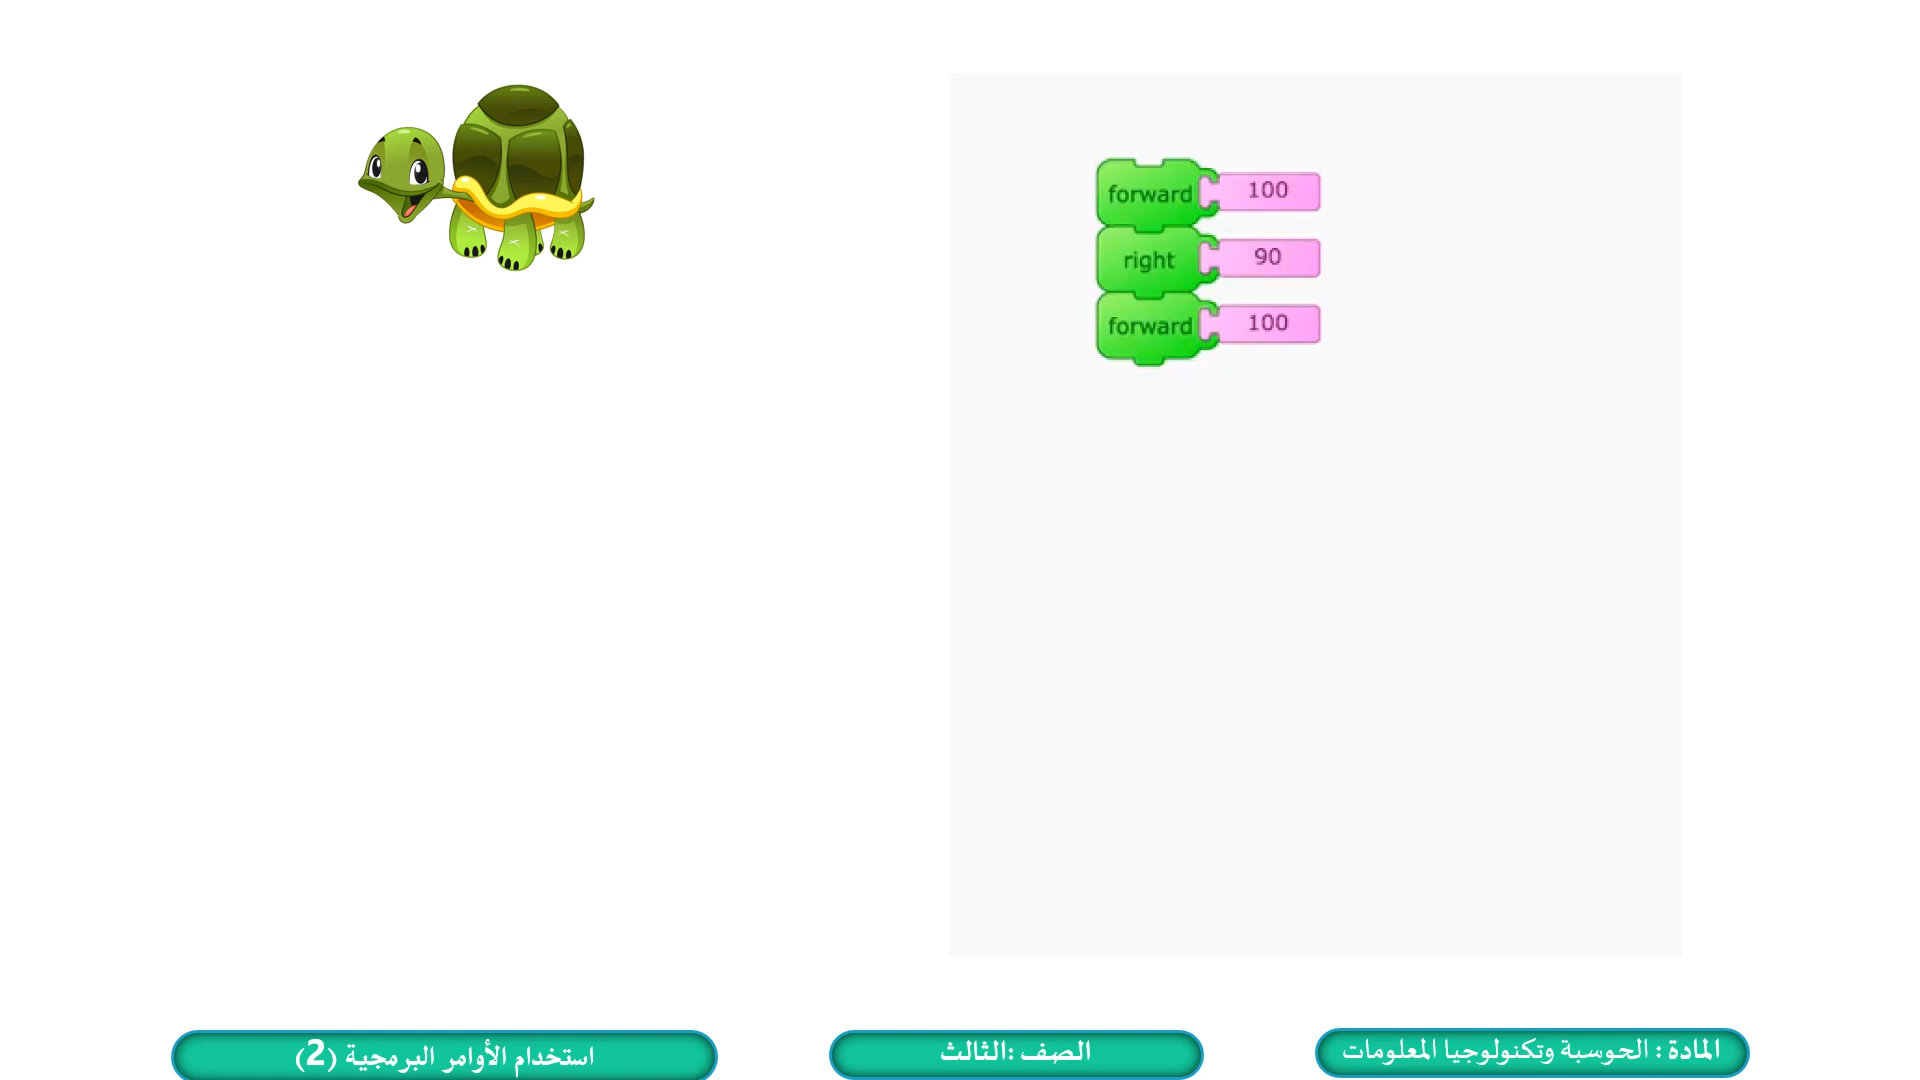 forward 100
right 90
forward 100
المادة : الحوسبة وتكنولوجيا المعلومات
الصف :الثالث
استخدام الأوامر البرمجية (2)